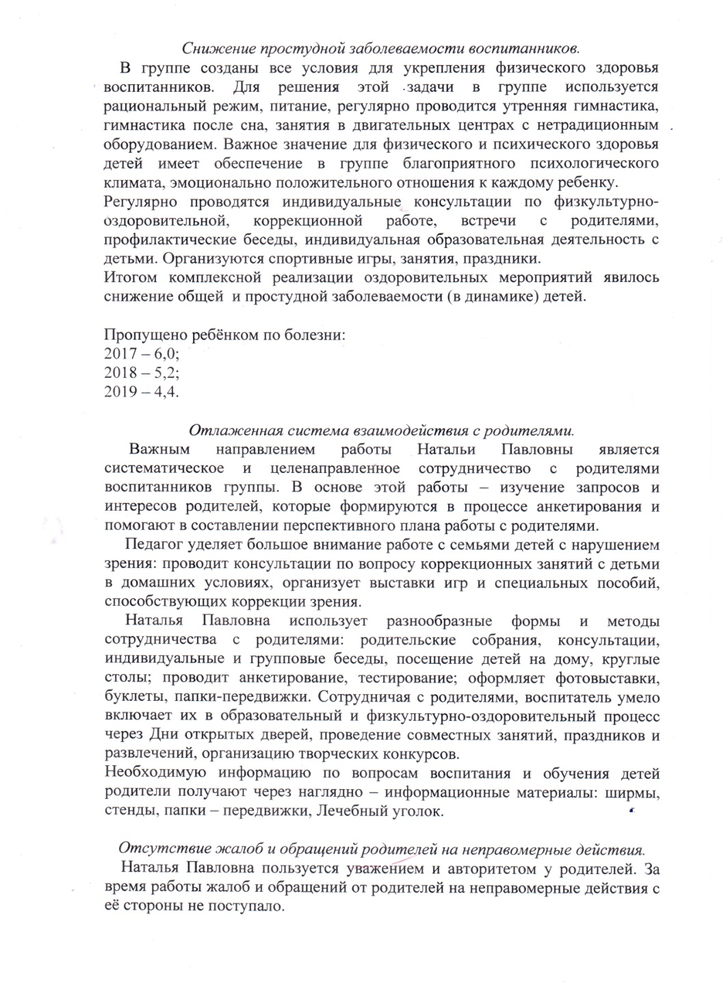 Снижение простудной заболеваемости воспитанников.
В группе созданы все условия для укрепления физического здоровья
воспитанников. Для решения этой задачи в группе используется
рациональный режим, питание, регулярно проводится утренняя гимнастика,
гимнастика после сна, занятия в двигательных центрах с нетрадиционным
оборудованием. Важное значение для физического и психического здоровья
детей имеет обеспечение в группе благоприятного психологического
климата, эмоционально положительного отношения к каждому ребенку.
Регулярно проводятся индивидуальные консультации по физкультурно-
оздоровительной, коррекционной работе, встречи с родителями,
профилактические беседы, индивидуальная образовательная деятельность с
детьми. Организуются спортивные игры, занятия, праздники.
Итогом комплексной реализации оздоровительных мероприятий явилось
снижение общей и простудной заболеваемости (в динамике) детей.
Пропущено ребёнком по болезни:
2017 – 6,0;
2018 – 5,2;
2019 – 4,4.
Отлаженная система взаимодействия с родителями.
Важным направлением работы Натальи Павловны является
систематическое и целенаправленное сотрудничество с родителями
воспитанников группы. В основе этой работы – изучение запросов и
интересов родителей, которые формируются в процессе анкетирования и
помогают в составлении перспективного плана работы с родителями.
Педагог уделяет большое внимание работе с семьями детей с нарушением
зрения: проводит консультации по вопросу коррекционных занятий с детьми
в домашних условиях, организует выставки игр и специальных пособий,
способствующих коррекции зрения.
Наталья Павловна использует разнообразные формы и методы
сотрудничества с родителями: родительские собрания, консультации,
индивидуальные и групповые беседы, посещение детей на дому, круглые
столы; проводит анкетирование, тестирование; оформляет фотовыставки,
буклеты, папки-передвижки. Сотрудничая с родителями, воспитатель умело
включает их в образовательный и физкультурно-оздоровительный процесс
через Дни открытых дверей, проведение совместных занятий, праздников и
развлечений, организацию творческих конкурсов.
Необходимую информацию по вопросам воспитания и обучения детей
родители получают через наглядно – информационные материалы: ширмы,
стенды, папки – передвижки, Лечебный уголок.
Отсутствие жалоб и обращений родителей на неправомерные действия.
Наталья Павловна пользуется уважением и авторитетом у родителей. За
время работы жалоб и обращений от родителей на неправомерные действия с
её стороны не поступало.